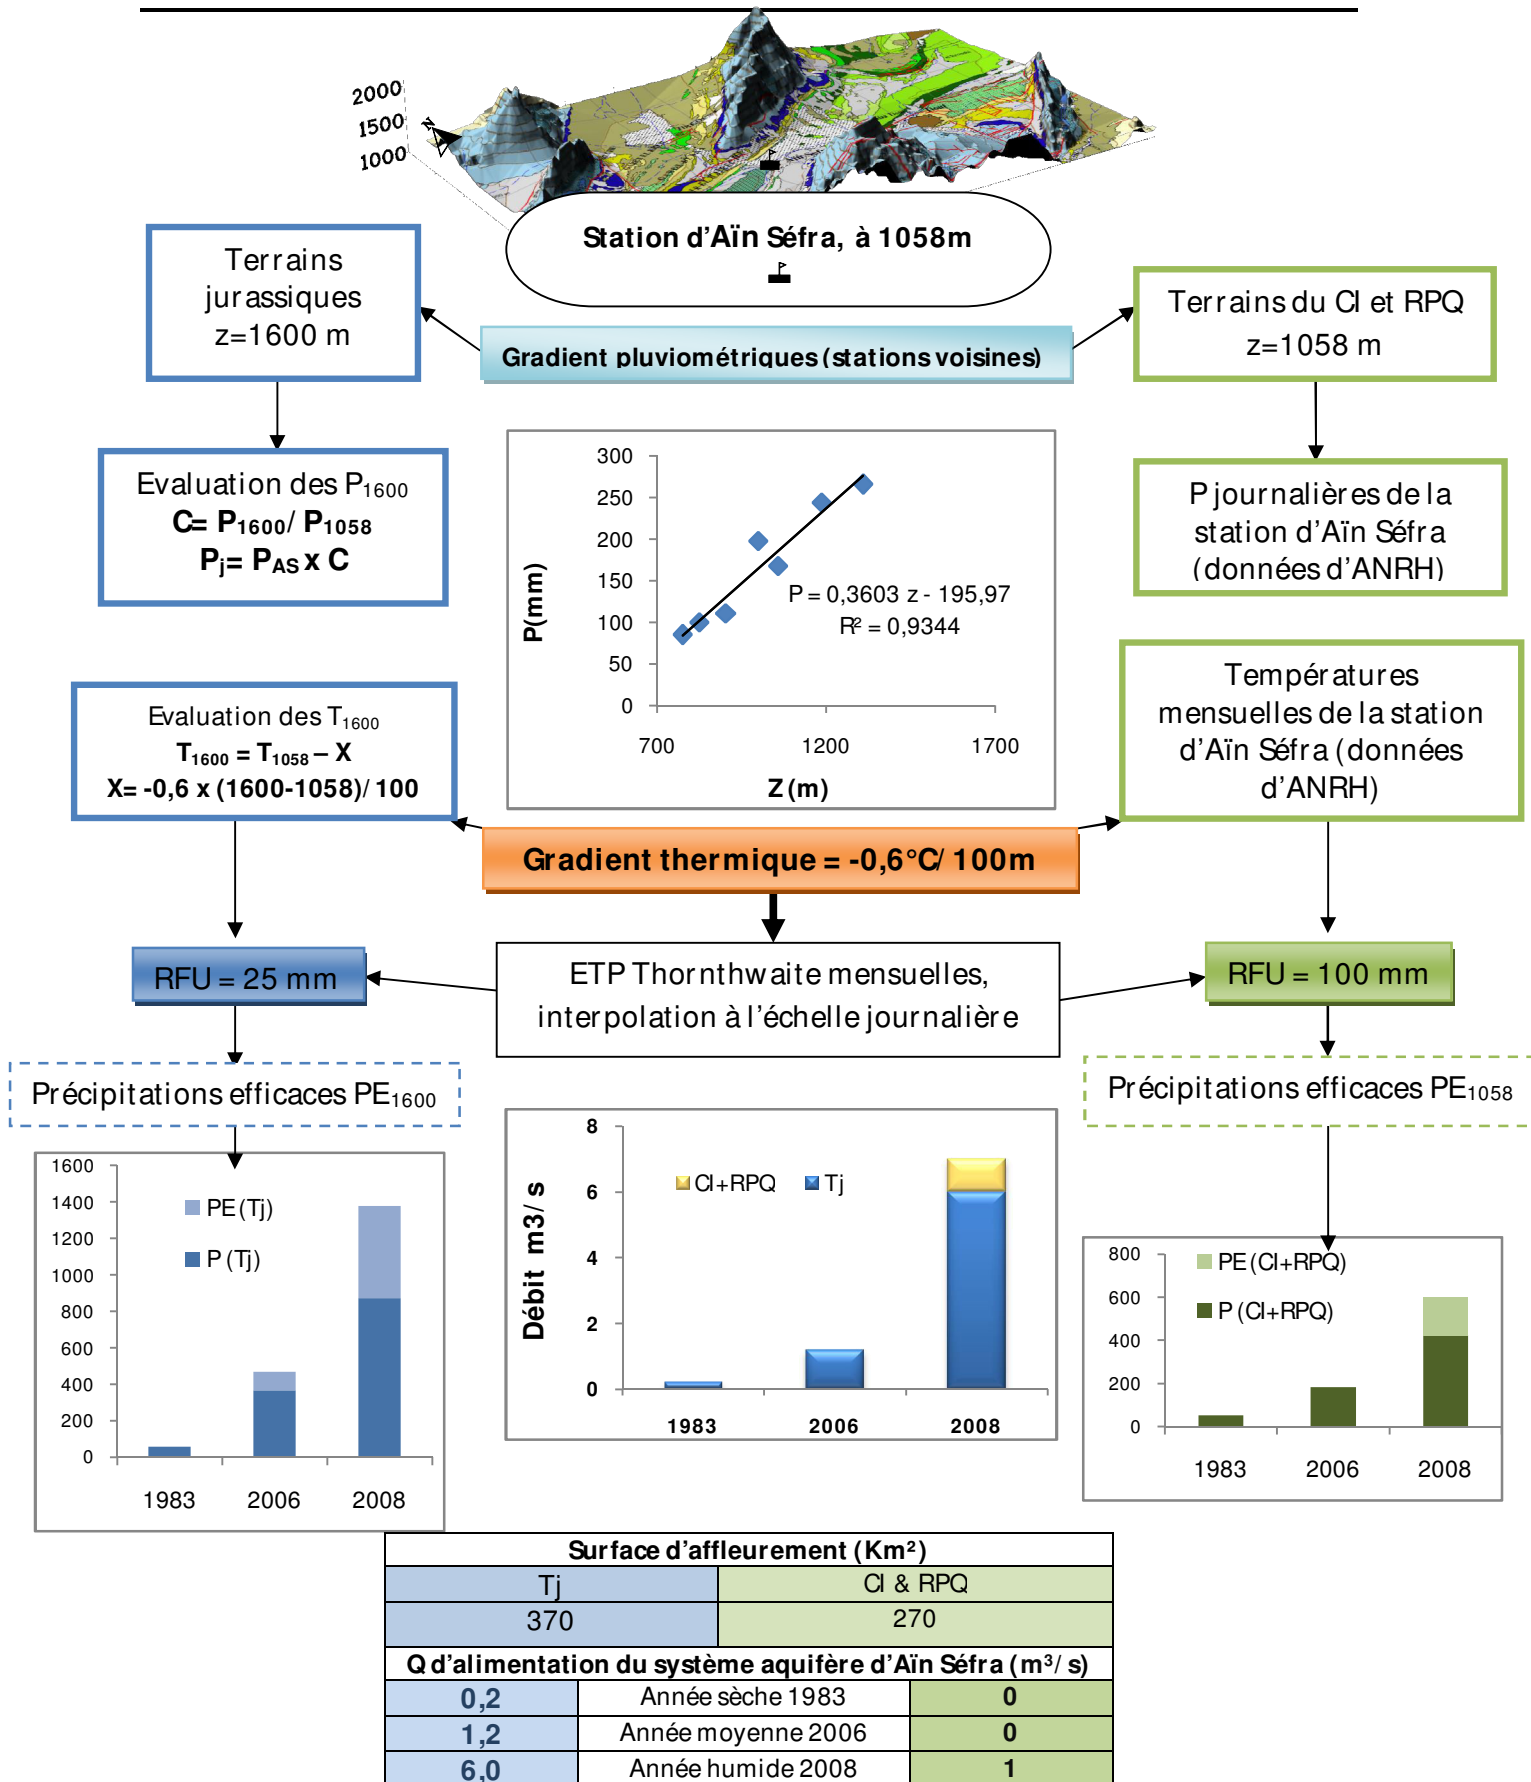 2000
1500
1000
N
Station d'Aïn Séfra, à 1058m
Terrains
jurassiques
z=1600 m
Terrains du CI et RPQ
z=1058 m
Gradient pluviométriques (stations voisines)
Evaluation des P1600
C= P1600/ P1058
Pj= PAS x C
P journalières de la
station d'Aïn Séfra
(données d'ANRH)
300
250
200
150
100
50
0
P(mm)
P = 0,3603 z - 195,97
R² = 0,9344
700 1200 1700
Z (m)
Evaluation des T1600
T1600 = T1058 – X
X= -0,6 x (1600-1058)/ 100
Températures
mensuelles de la station
d'Aïn Séfra (données
d'ANRH)
Gradient thermique = -0,6°C/ 100m
RFU = 25 mm
ETP Thornthwaite mensuelles,
interpolation à l'échelle journalière
RFU = 100 mm
Précipitations efficaces PE1600
Précipitations efficaces PE1058
1600
1400
1200
1000
800
600
400
200
0
PE (Tj)
P (Tj)
1983 2006 2008
8
6
4
2
0
Débit m3/ s
CI+RPQ Tj
1983 2006 2008
800
600
400
200
0
PE (CI+RPQ)
P (CI+RPQ)
1983 2006 2008
Surface d'affleurement (Km²)
Tj CI & RPQ
370 270
Q d'alimentation du système aquifère d'Aïn Séfra (m³/ s)
0,2 Année sèche 1983 0
1,2 Année moyenne 2006 0
6,0 Année humide 2008 1